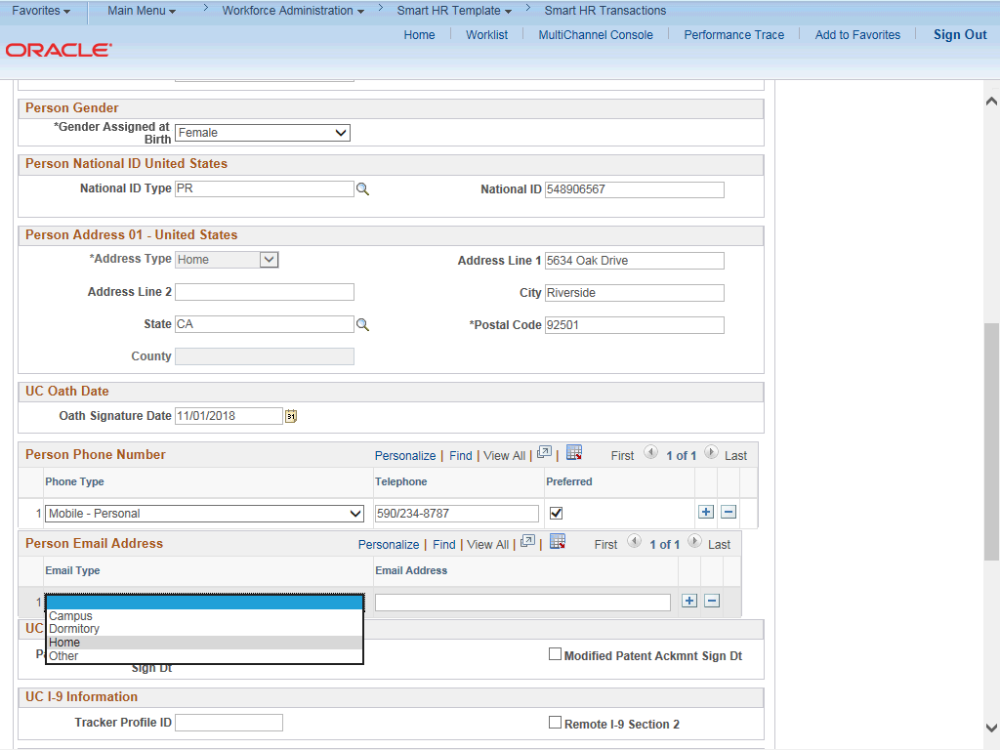 Favorites Main Menu > Workforce Administration > Smart HR Template > Smart HR Transactions
Home Worklist MultiChannel Console Performance Trace Add to Favorites Sign Out
ORACLE
Person Gender
*Gender Assigned at
Birth Female
Person National ID United States
National ID Type PR National ID 548906567
Person Address 01 - United States
*Address Type Home Address Line 1 5634 Oak Drive
Address Line 2 City Riverside
State CA *Postal Code 92501
County
UC Oath Date
Oath Signature Date 11/01/2018 31
Person Phone Number Personalize | Find | View All | | First 1 of 1 Last
Phone Type Telephone Preferred
1 Mobile - Personal 590/234-8787
Person Email Address Personalize | Find | View All | | First 1 of 1 Last
Email Type Email Address
1
Campus
Dormitory
UC
Home
Other Modified Patent Ackmnt Sign Dt
Sign Dt
UC I-9 Information
Tracker Profile ID Remote I-9 Section 2